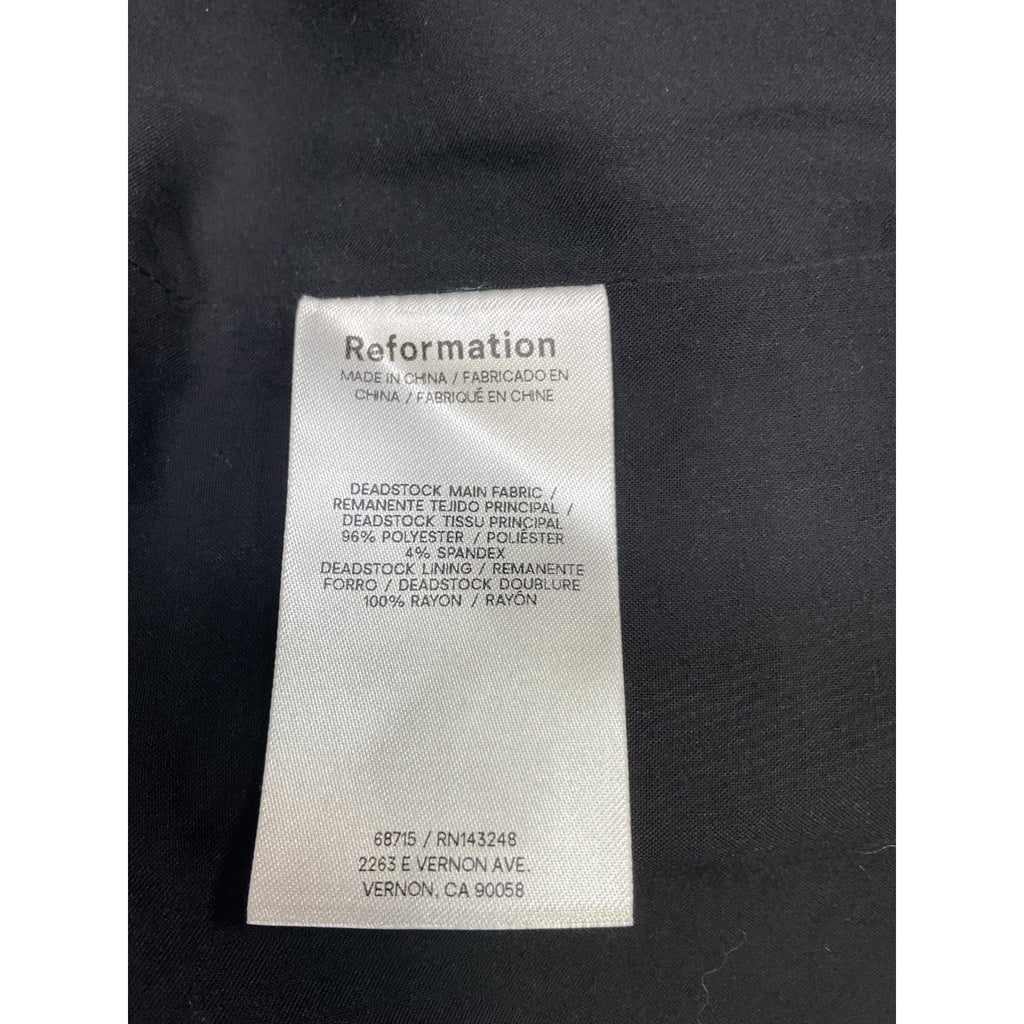 Reformation
MADE IN CHINA / FABRICADO EN
CHINA / FABRIQUÉ EN CHINE
DEADSTOCK MAIN FABRIC /
REMANENTE TEJIDO PRINCIPAL /
DEADSTOCK TISSU PRINCIPAL
96% POLYESTER / POLIÉSTER
4% SPANDEX
DEADSTOCK LINING / REMANENTE
FORRO / DEADSTOCK DOUBLURE
100% RAYON / RAYÓN
68715 / RN143248
2263 E VERNON AVE.
VERNON, CA 90058